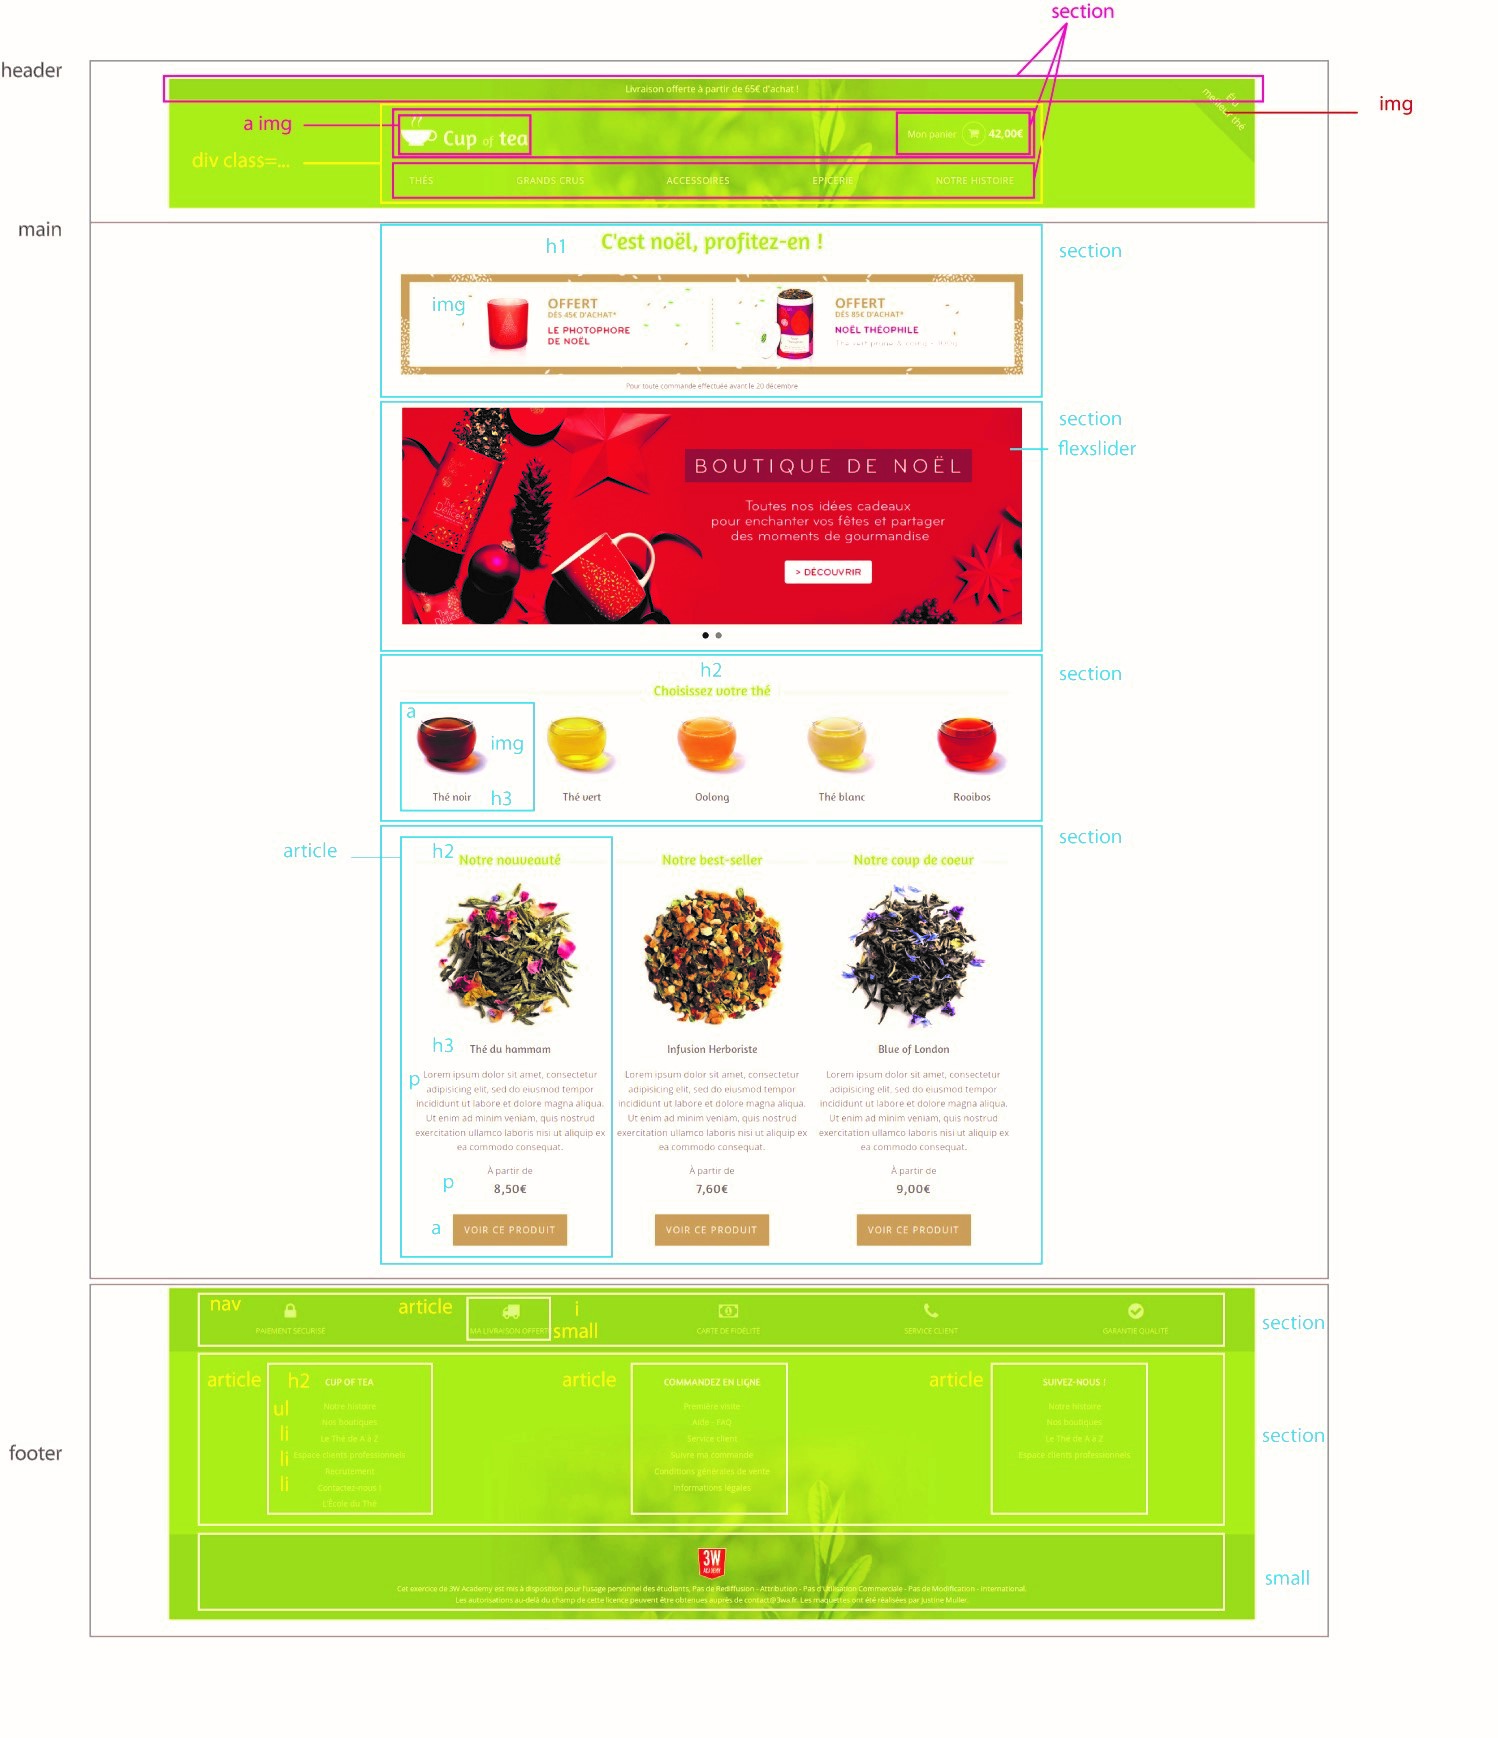 section
header
Livraison offerte à partir de 65€ d'achat !
Élu
meilleur thé
img
a img
Cup of tea
Mon panier 42,00€
div class=...
THÉS GRANDS CRUS ACCESSOIRES EPICERIE NOTRE HISTOIRE
main
h1 C'est noël, profitez-en !
section
img
OFFERT
DÈS 45€ D'ACHAT*
LE PHOTOPHORE
DE NOËL
OFFERT
DÈS 85€ D'ACHAT*
NOËL THÉOPHILE
Pour toute commande effectuée avant le 20 décembre
section
flexslider
BOUTIQUE DE NOËL
Toutes nos idées cadeaux
pour enchanter vos fêtes et partager
des moments de gourmandise
> DÉCOUVRIR
h2
section
Choisissez votre thé
a
img
Thé noir h3 Thé vert Oolong Thé blanc Rooibos
section
article
h2 Notre nouveauté Notre best-seller Notre coup de coeur
h3 Thé du hammam Infusion Herboriste Blue of London
p
Lorem ipsum dolor sit amet, consectetur
adipisicing elit, sed do eiusmod tempor
incididunt ut labore et dolore magna aliqua.
Ut enim ad minim veniam, quis nostrud
exercitation ullamco laboris nisi ut aliquip ex
ea commodo consequat.
Lorem ipsum dolor sit amet, consectetur
adipisicing elit, sed do eiusmod tempor
incididunt ut labore et dolore magna aliqua.
Ut enim ad minim veniam, quis nostrud
exercitation ullamco laboris nisi ut aliquip ex
ea commodo consequat.
Lorem ipsum dolor sit amet, consectetur
adipisicing elit, sed do eiusmod tempor
incididunt ut labore et dolore magna aliqua.
Ut enim ad minim veniam, quis nostrud
exercitation ullamco laboris nisi ut aliquip ex
ea commodo consequat.
À partir de À partir de À partir de
p 8,50€ 7,60€ 9,00€
a VOIR CE PRODUIT VOIR CE PRODUIT VOIR CE PRODUIT
nav article i
section
PAIEMENT SÉCURISÉ MA LIVRAISON OFFERTE small CARTE DE FIDÉLITÉ SERVICE CLIENT GARANTIE QUALITÉ
footer
section
article h2 CUP OF TEA
ul
li
li
li
Notre histoire
Nos boutiques
Le Thé de A à Z
Espace clients professionnels
Recrutement
Contactez-nous !
L'École du Thé
article COMMANDEZ EN LIGNE
Première visite
Aide - FAQ
Service client
Suivre ma commande
Conditions générales de vente
Informations légales
article SUIVEZ-NOUS !
Notre histoire
Nos boutiques
Le Thé de A à Z
Espace clients professionnels
3W
ACADEMY
small
Cet exercice de 3W Academy est mis à disposition pour l'usage personnel des étudiants, Pas de Rediffusion - Attribution - Pas d'Utilisation Commerciale - Pas de Modification - International.
Les autorisations au-delà du champ de cette licence peuvent être obtenues auprès de contact@3wa.fr. Les maquettes ont été réalisées par Justine Muller.